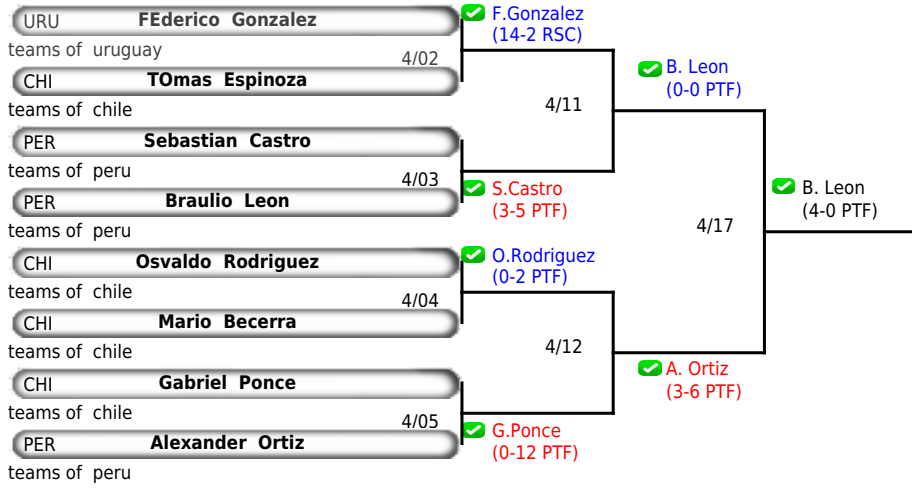 URU FEderico Gonzalez
teams of uruguay
4/02
CHI TOmas Espinoza
teams of chile
PER Sebastian Castro
teams of peru
4/03
PER Braulio Leon
teams of peru
CHI Osvaldo Rodriguez
teams of chile
4/04
CHI Mario Becerra
teams of chile
CHI Gabriel Ponce
teams of chile
4/05
PER Alexander Ortiz
teams of peru
F.Gonzalez
(14-2 RSC)
4/11
S.Castro
(3-5 PTF)
O.Rodriguez
(0-2 PTF)
4/12
G.Ponce
(0-12 PTF)
B. Leon
(0-0 PTF)
4/17
A. Ortiz
(3-6 PTF)
B. Leon
(4-0 PTF)